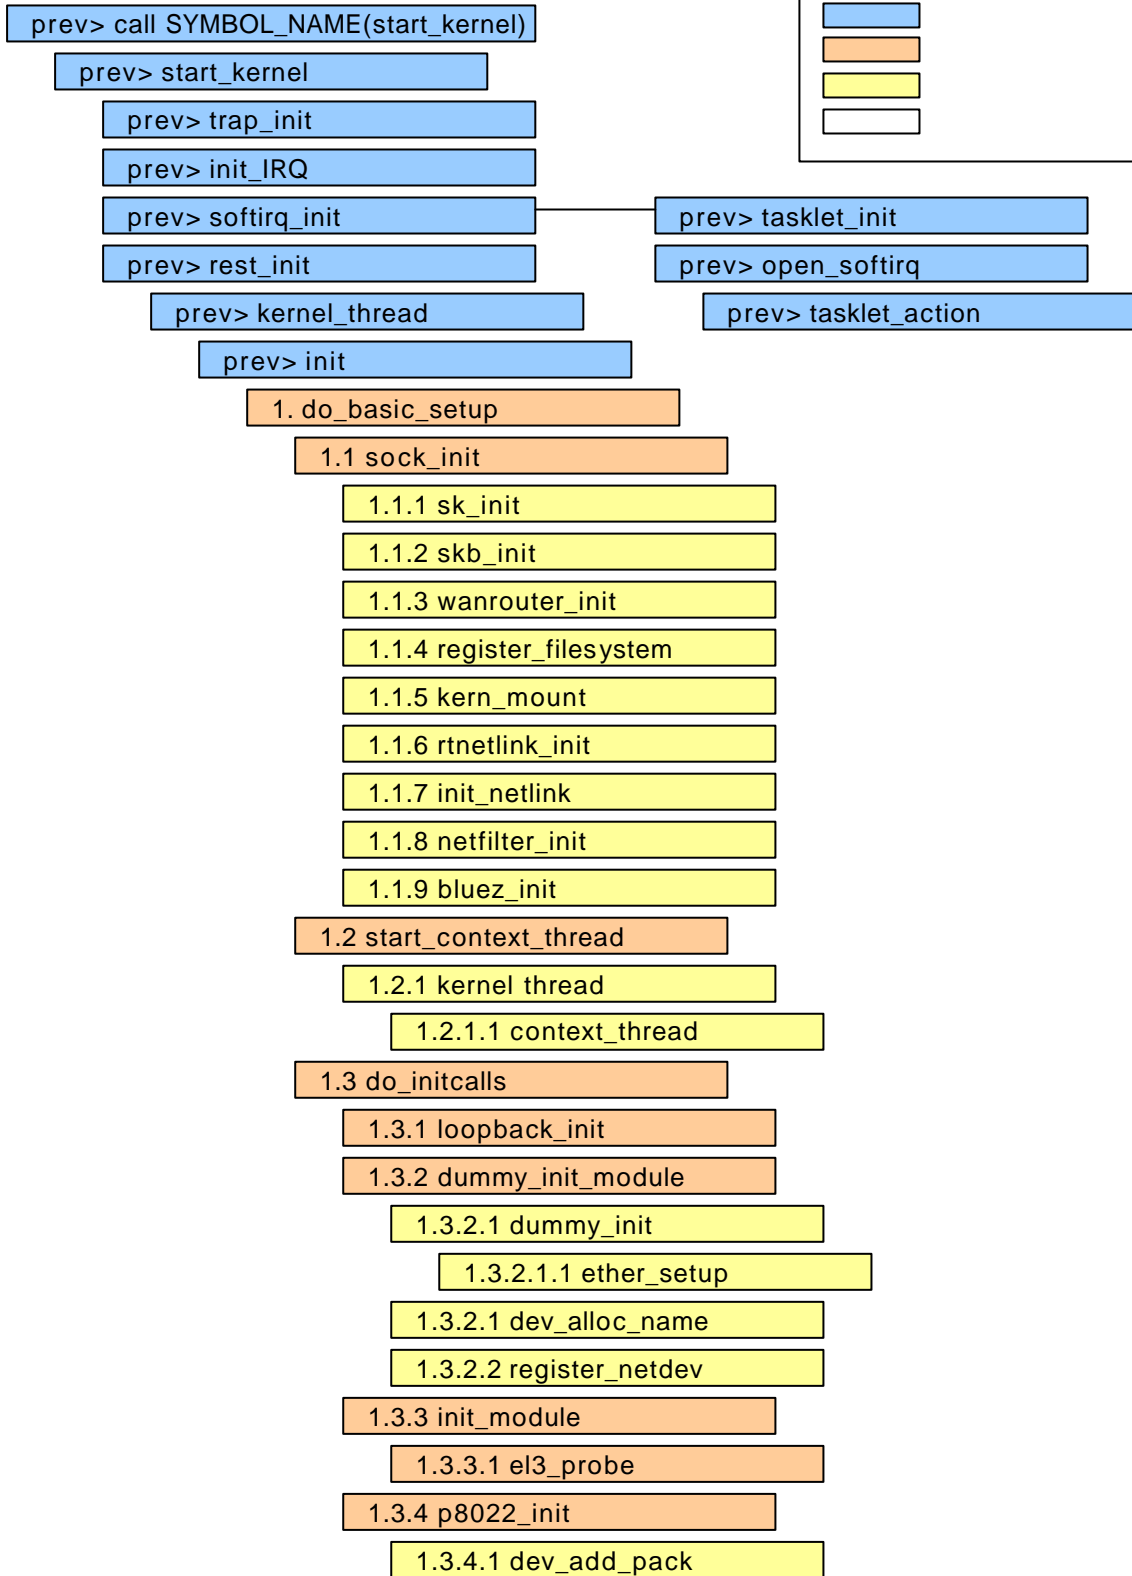 prev> call SYMBOL_NAME(start_kernel)
prev> start_kernel
prev> trap_init
prev> init_IRQ
prev> softirq_init
prev> tasklet_init
prev> rest_init
prev> open_softirq
prev> kernel_thread
prev> tasklet_action
prev> init
1. do_basic_setup
1.1 sock_init
1.1.1 sk_init
1.1.2 skb_init
1.1.3 wanrouter_init
1.1.4 register_filesystem
1.1.5 kern_mount
1.1.6 rtnetlink_init
1.1.7 init_netlink
1.1.8 netfilter_init
1.1.9 bluez_init
1.2 start_context_thread
1.2.1 kernel thread
1.2.1.1 context_thread
1.3 do_initcalls
1.3.1 loopback_init
1.3.2 dummy_init_module
1.3.2.1 dummy_init
1.3.2.1.1 ether_setup
1.3.2.1 dev_alloc_name
1.3.2.2 register_netdev
1.3.3 init_module
1.3.3.1 el3_probe
1.3.4 p8022_init
1.3.4.1 dev_add_pack